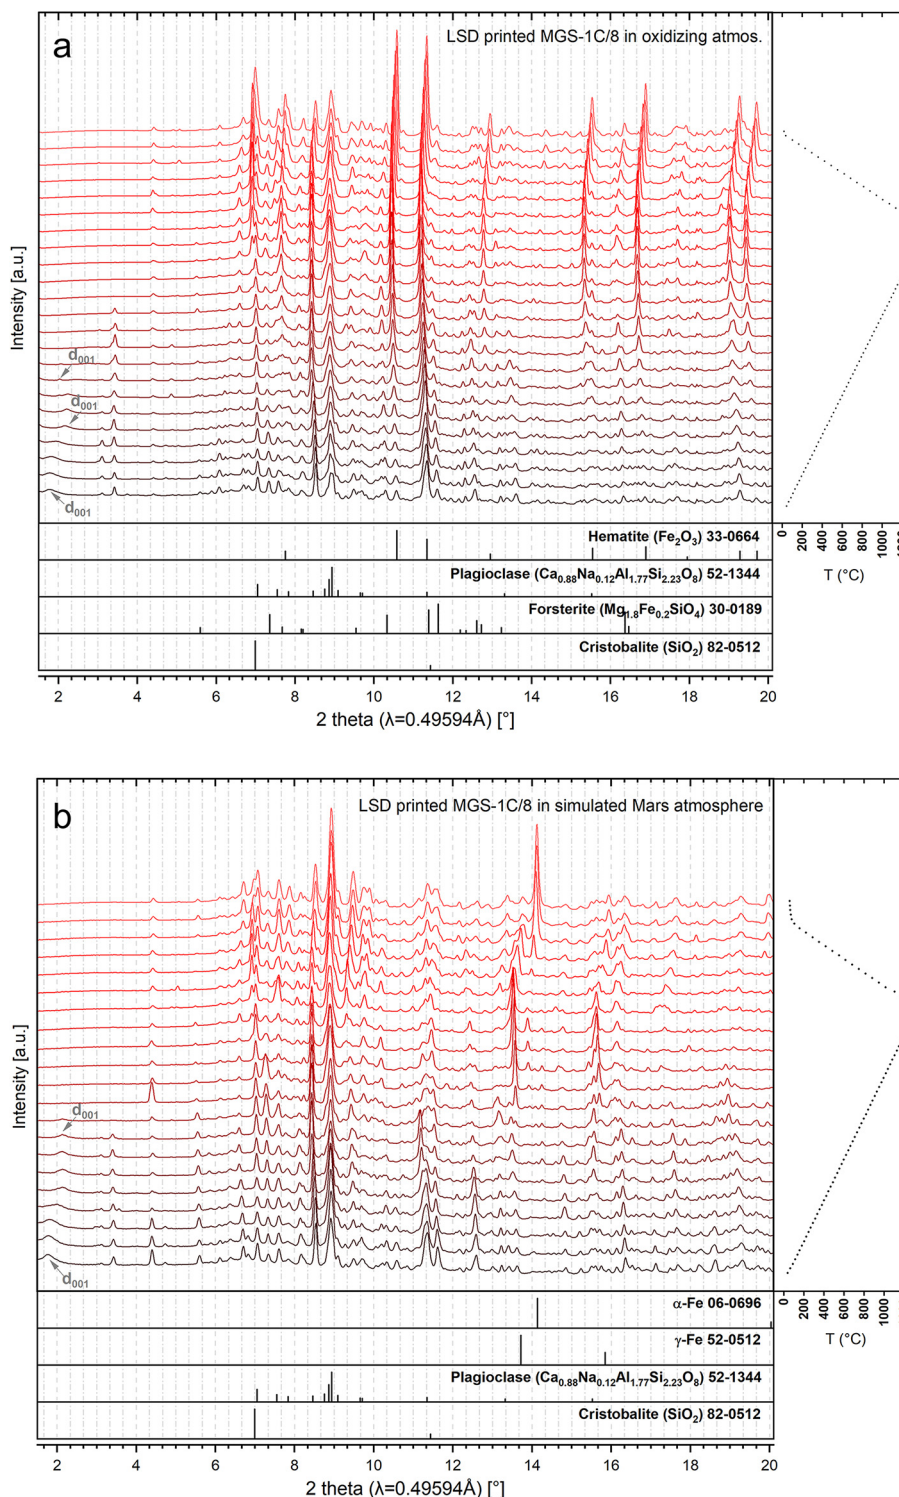 a
LSD printed MGS-1C/8 in oxidizing atmos.
Intensity [a.u.]
d001
d001
d001
Hematite (Fe2O3) 33-0664
Plagioclase (Ca0.88Na0.12Al1.77Si2.23O8) 52-1344
Forsterite (Mg1.8Fe0.2SiO4) 30-0189
Cristobalite (SiO2) 82-0512
2 4 6 8 10 12 14 16 18 20
2 theta (λ=0.49594Å) [°]
0 200 400 600 800 1000
T (°C)
b
LSD printed MGS-1C/8 in simulated Mars atmosphere
Intensity [a.u.]
d001
d001
α-Fe 06-0696
γ-Fe 52-0512
Plagioclase (Ca0.88Na0.12Al1.77Si2.23O8) 52-1344
Cristobalite (SiO2) 82-0512
2 4 6 8 10 12 14 16 18 20
2 theta (λ=0.49594Å) [°]
0 200 400 600 800 1000
T (°C)